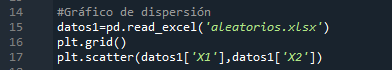 14
15 #Gráfico de dispersión
15 datos1=pd.read_excel('aleatorios.xlsx')
16 plt.grid()
17 plt.scatter(datos1['X1'],datos1['X2'])